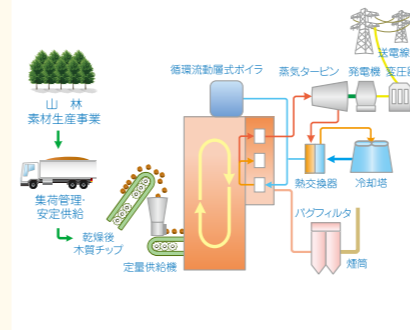 送電線
循環流動層式ボイラ
蒸気タービン
発電機
変圧器
山 林
素材生産事業
熱交換器
冷却塔
集荷管理・
安定供給
バグフィルタ
乾燥後
木質チップ
定量供給機
煙筒